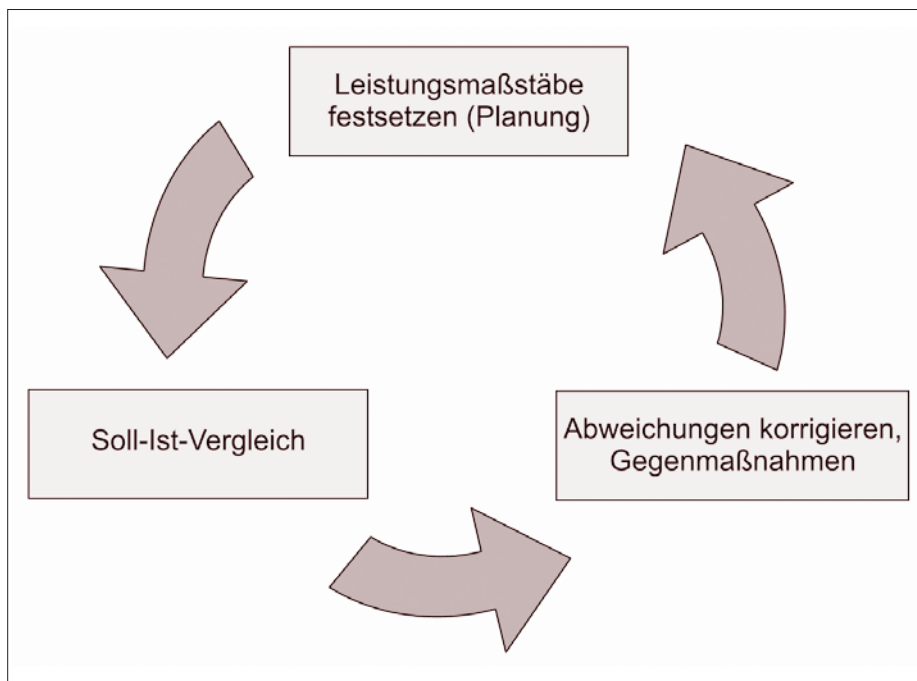 Leistungsmaßstäbe
festsetzen (Planung)
Soll-Ist-Vergleich
Abweichungen korrigieren,
Gegenmaßnahmen